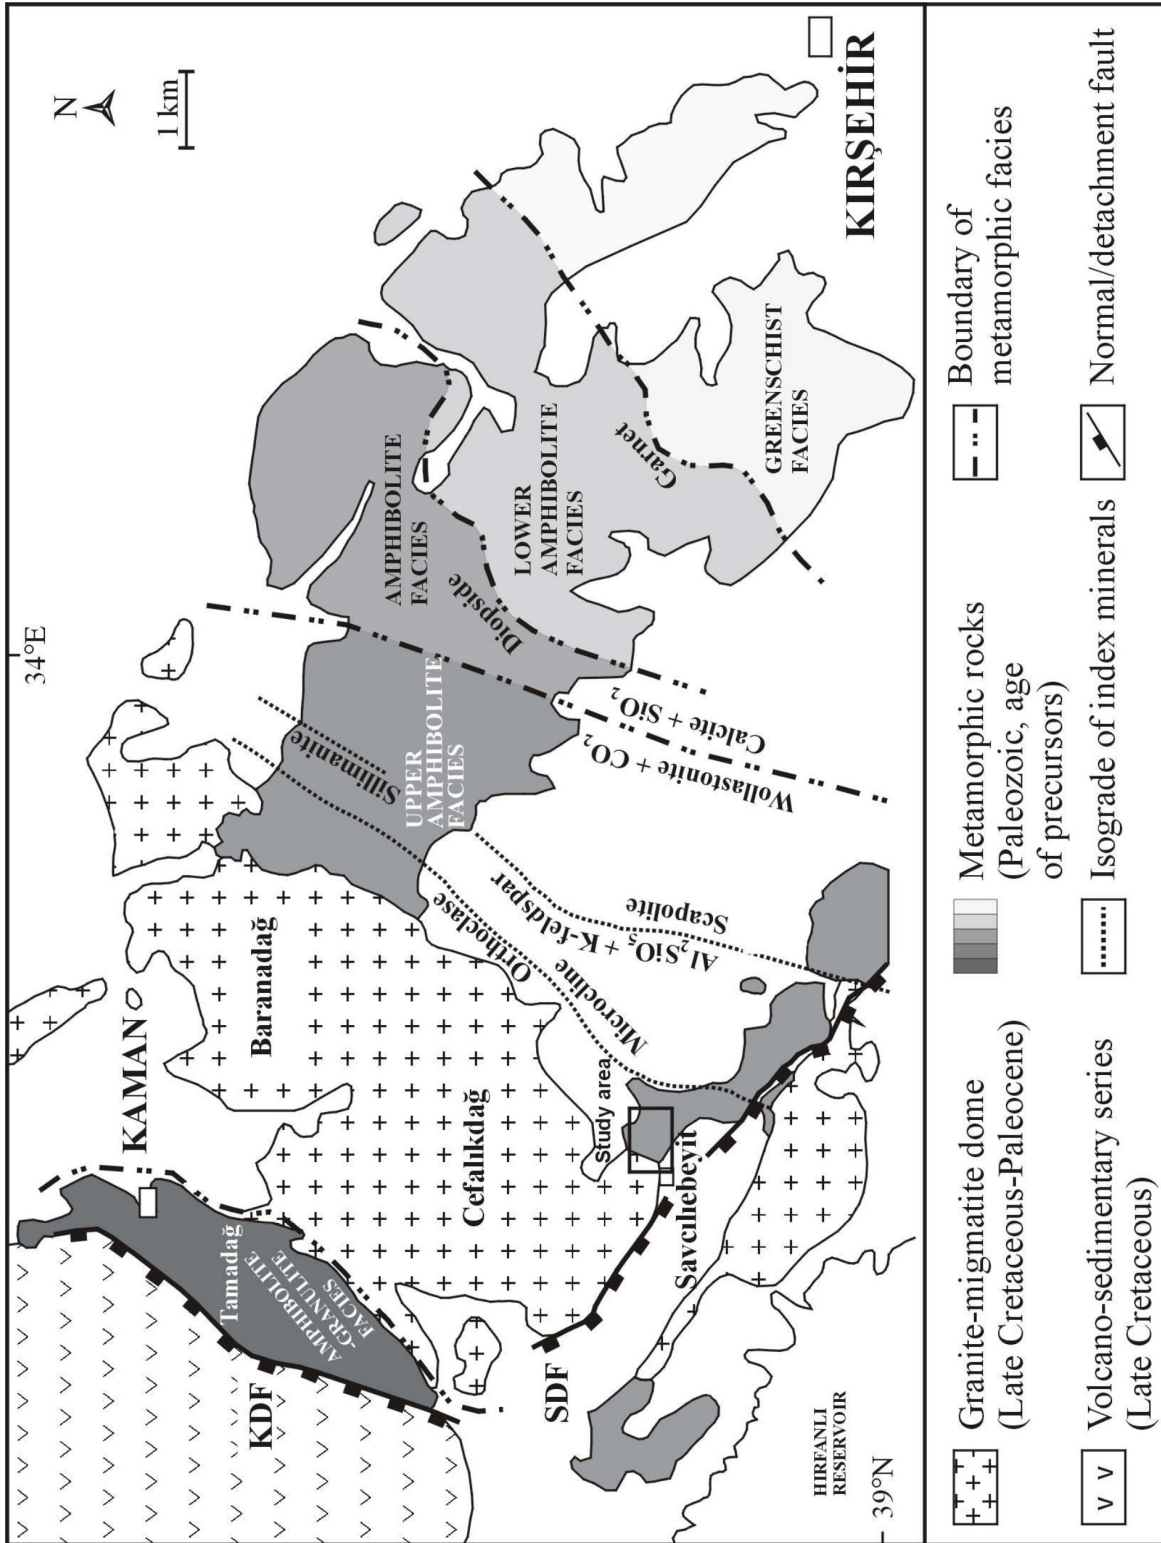 34°E
N
1 km
KAMAN
Baranadağ
Tamadağ
AMPHIBOLITE
-GRANULITE
FACIES
KDF
Cefalıkdağ
SDF
Study area
Savcılıebeyit
HIRFANLI
RESERVOIR
39°N
Sillimanite
UPPER
AMPHIBOLITE
FACIES
AMPHIBOLITE
FACIES
Diopside
LOWER
AMPHIBOLITE
FACIES
Garnet
GREENSCHIST
FACIES
KIRŞEHİR
Orthoclase
Microcline
Al2SiO5 + K-feldspar
Scapolite
Wollastonite + CO2
Calcite + SiO2
Granite-migmatite dome
(Late Cretaceous-Paleocene)
Volcano-sedimentary series
(Late Cretaceous)
Metamorphic rocks
(Paleozoic, age
of precursors)
Isograde of index minerals
Boundary of
metamorphic facies
Normal/detachment fault